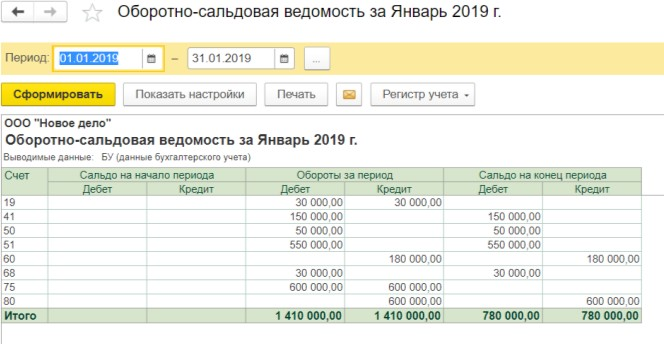 Оборотно-сальдовая ведомость за Январь 2019 г.
Период: 01.01.2019 – 31.01.2019 ...
Сформировать Показать настройки Печать Регистр учета
ООО "Новое дело"
Оборотно-сальдовая ведомость за Январь 2019 г.
Выводимые данные: БУ (данные бухгалтерского учета)
Счет Сальдо на начало периода Обороты за период Сальдо на конец периода
Дебет Кредит Дебет Кредит Дебет Кредит
19 30 000,00 30 000,00
41 150 000,00 150 000,00
50 50 000,00 50 000,00
51 550 000,00 550 000,00
60 180 000,00 180 000,00
68 30 000,00 30 000,00
75 600 000,00 600 000,00
80 600 000,00 600 000,00
Итого 1 410 000,00 1 410 000,00 780 000,00 780 000,00